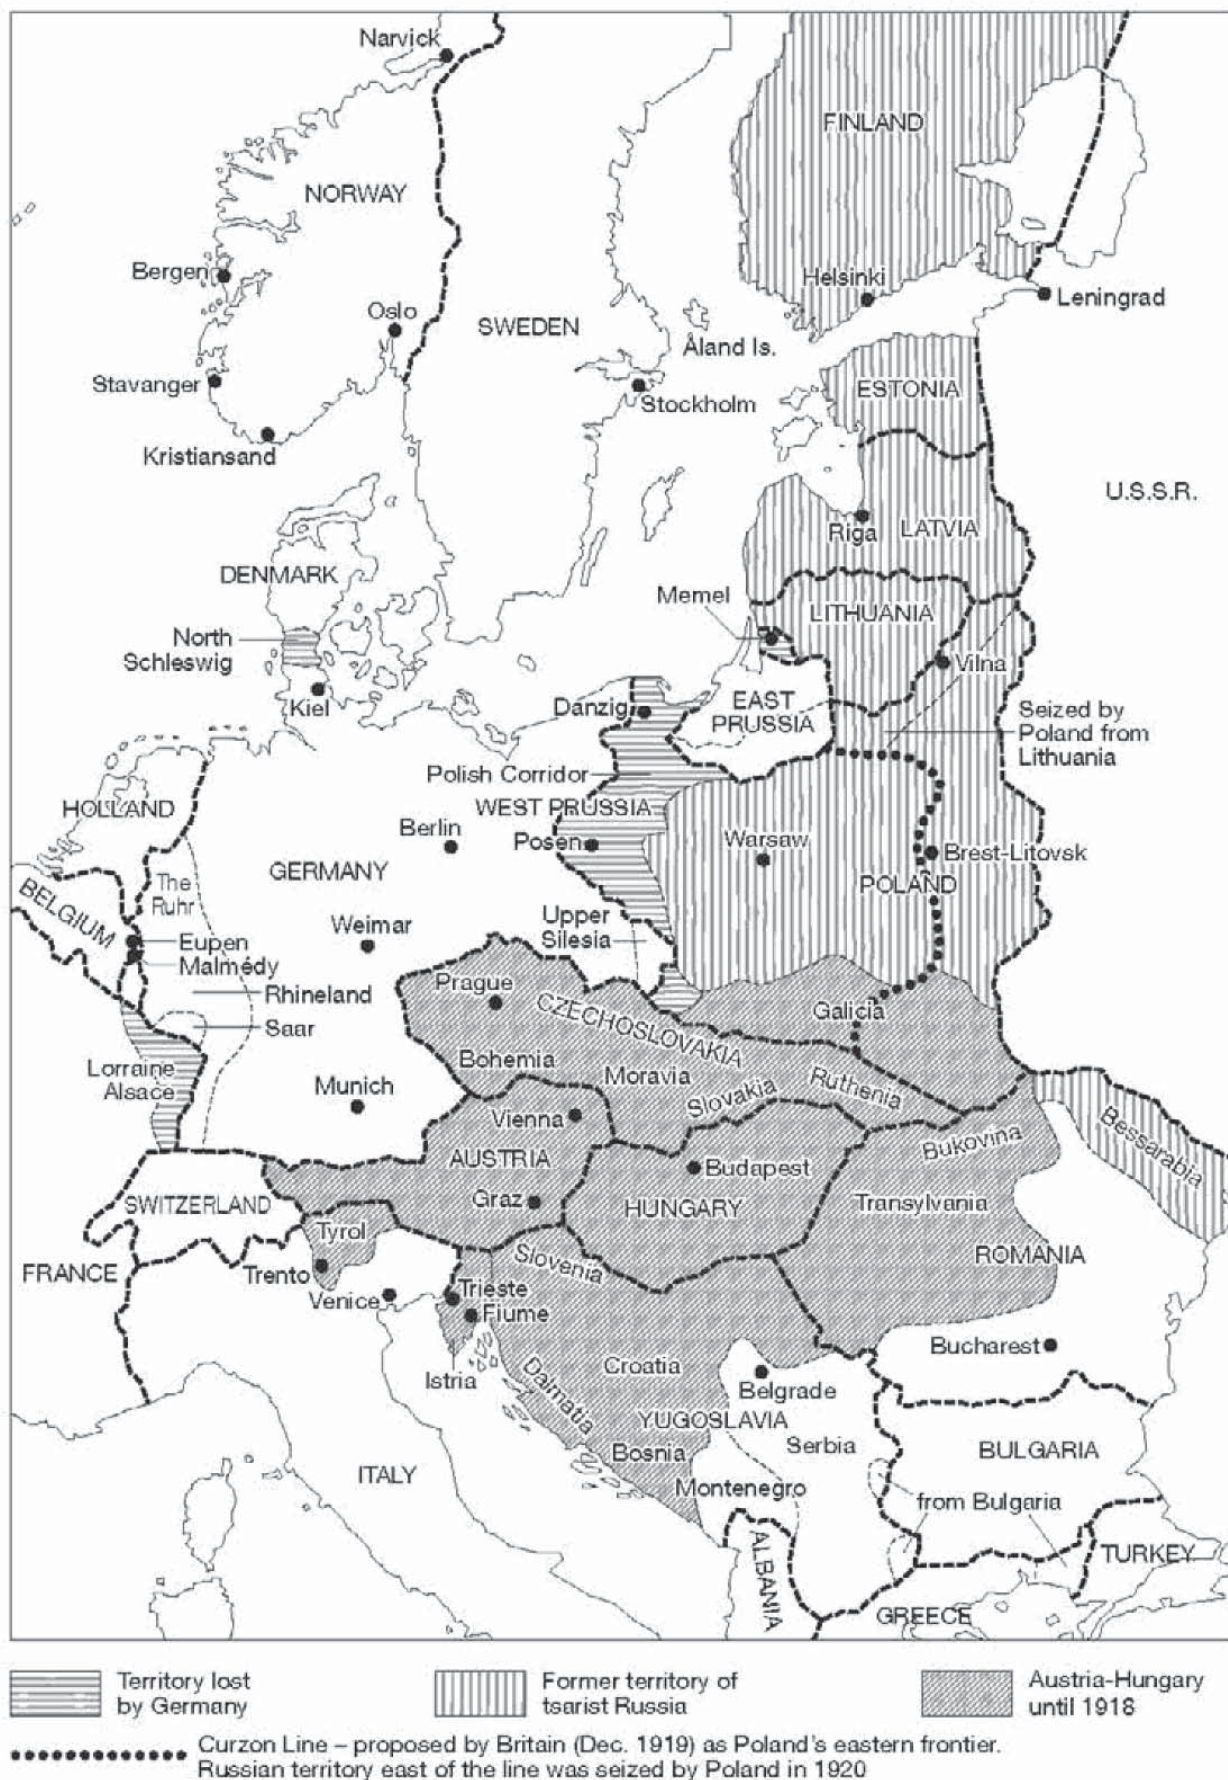 Narvick
FINLAND
NORWAY
Bergen
Helsinki
Leningrad
Oslo
SWEDEN
Åland Is.
Stavanger
ESTONIA
Stockholm
Kristiansand
U.S.S.R.
Riga
LATVIA
DENMARK
Memel
LITHUANIA
North
Schleswig
Vilna
Kiel
Danzig
EAST
PRUSSIA
Seized by
Poland from
Lithuania
Polish Corridor
HOLLAND
WEST PRUSSIA
Berlin
Posen
Warsaw
Brest-Litovsk
GERMANY
The
Ruhr
POLAND
BELGIUM
Weimar
Upper
Silesia
Eupen
Malmédy
Prague
Rhineland
Galicia
CZECHOSLOVAKIA
Saar
Bohemia
Lorraine
Alsace
Moravia
Munich
Slovakia
Ruthenia
Vienna
Bukovina
Bessarabia
AUSTRIA
Budapest
SWITZERLAND
Graz
HUNGARY
Transylvania
Tyrol
Slovenia
ROMANIA
FRANCE
Trento
Venice
Trieste
Fiume
Bucharest
Istria
Croatia
Dalmatia
Belgrade
YUGOSLAVIA
Serbia
BULGARIA
Bosnia
ITALY
Montenegro
from Bulgaria
ALBANIA
TURKEY
GREECE
Territory lost
by Germany
Former territory of
tsarist Russia
Austria-Hungary
until 1918
Curzon Line – proposed by Britain (Dec. 1919) as Poland's eastern frontier.
Russian territory east of the line was seized by Poland in 1920